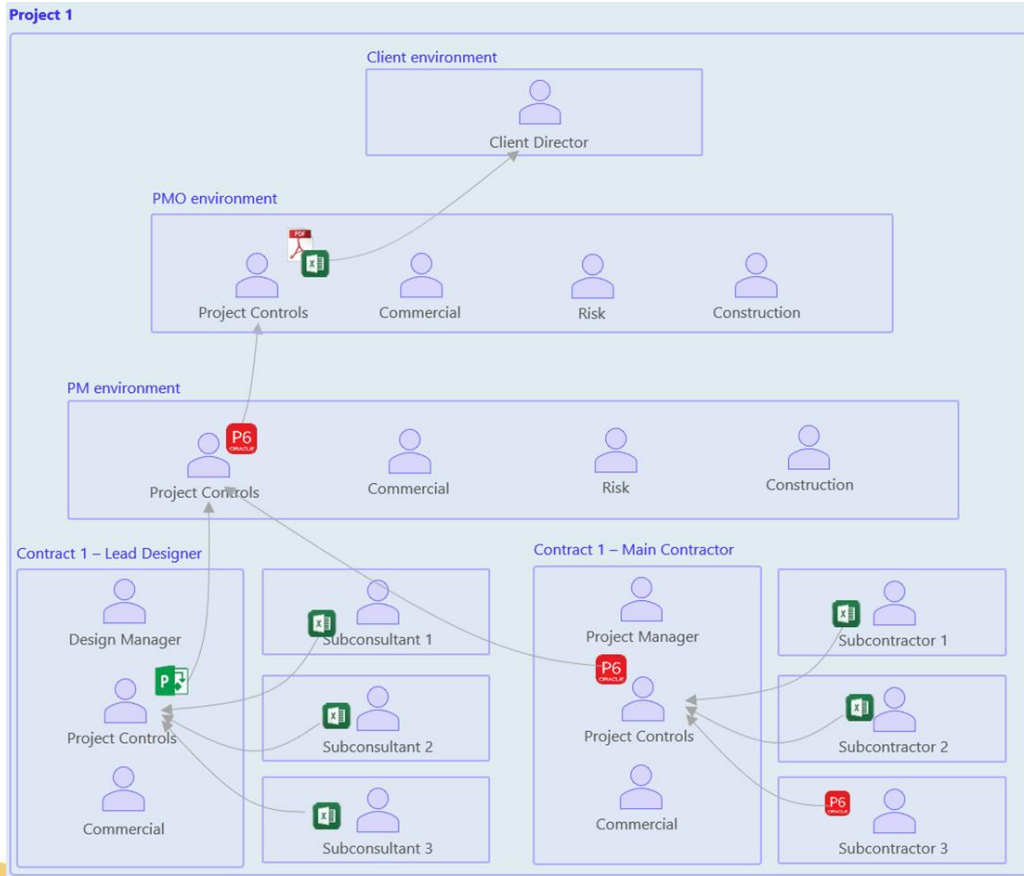 Project 1
Client environment
Client Director
PMO environment
PDF
Project Controls
Commercial
Risk
Construction
PM environment
P6
ORACLE
Project Controls
Commercial
Risk
Construction
Contract 1 – Lead Designer
Design Manager
P
Project Controls
Commercial
Subconsultant 1
Subconsultant 2
Subconsultant 3
Contract 1 – Main Contractor
Project Manager
P6
ORACLE
Project Controls
Commercial
Subcontractor 1
Subcontractor 2
P6
ORACLE
Subcontractor 3